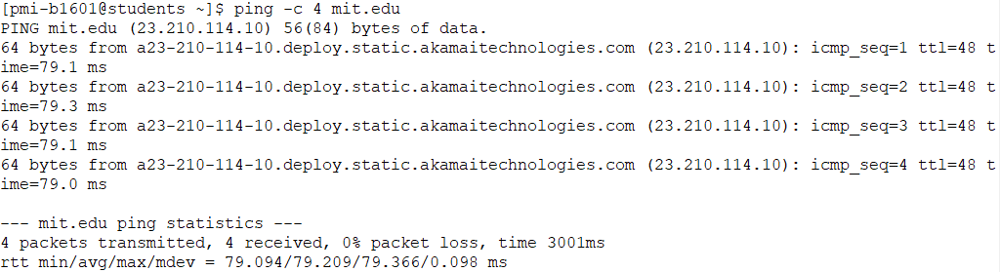 [pmi-b1601@students ~]$ ping -c 4 mit.edu
PING mit.edu (23.210.114.10) 56(84) bytes of data.
64 bytes from a23-210-114-10.deploy.static.akamaitechnologies.com (23.210.114.10): icmp_seq=1 ttl=48 t
ime=79.1 ms
64 bytes from a23-210-114-10.deploy.static.akamaitechnologies.com (23.210.114.10): icmp_seq=2 ttl=48 t
ime=79.3 ms
64 bytes from a23-210-114-10.deploy.static.akamaitechnologies.com (23.210.114.10): icmp_seq=3 ttl=48 t
ime=79.1 ms
64 bytes from a23-210-114-10.deploy.static.akamaitechnologies.com (23.210.114.10): icmp_seq=4 ttl=48 t
ime=79.0 ms
--- mit.edu ping statistics ---
4 packets transmitted, 4 received, 0% packet loss, time 3001ms
rtt min/avg/max/mdev = 79.094/79.209/79.366/0.098 ms